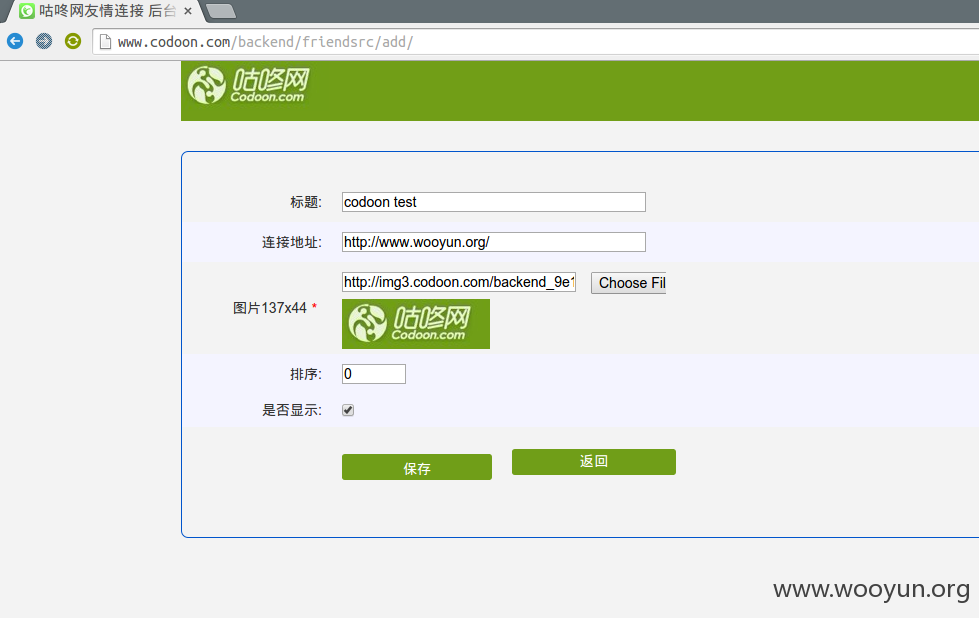 咕咚网友情连接 后台
www.codoon.com/backend/friendsrc/add/
咕咚网
Codoon.com
标题: codoon test
连接地址: http://www.wooyun.org/
http://img3.codoon.com/backend_9e1 Choose Fil
图片137x44 *
咕咚网
Codoon.com
排序: 0
是否显示:
保存 返回
www.wooyun.org